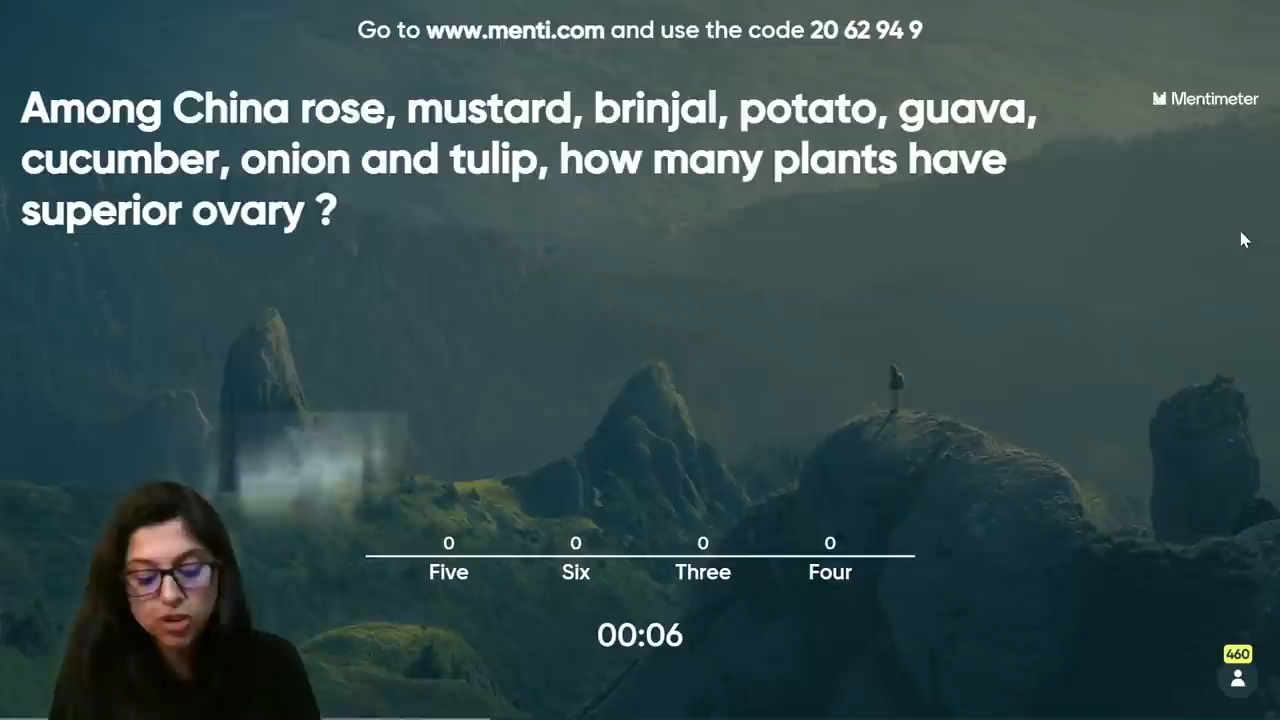 Go to www.menti.com and use the code 20 62 94 9
Mentimeter
Among China rose, mustard, brinjal, potato, guava,
cucumber, onion and tulip, how many plants have
superior ovary ?
0 0 0 0
Five Six Three Four
00:06
460